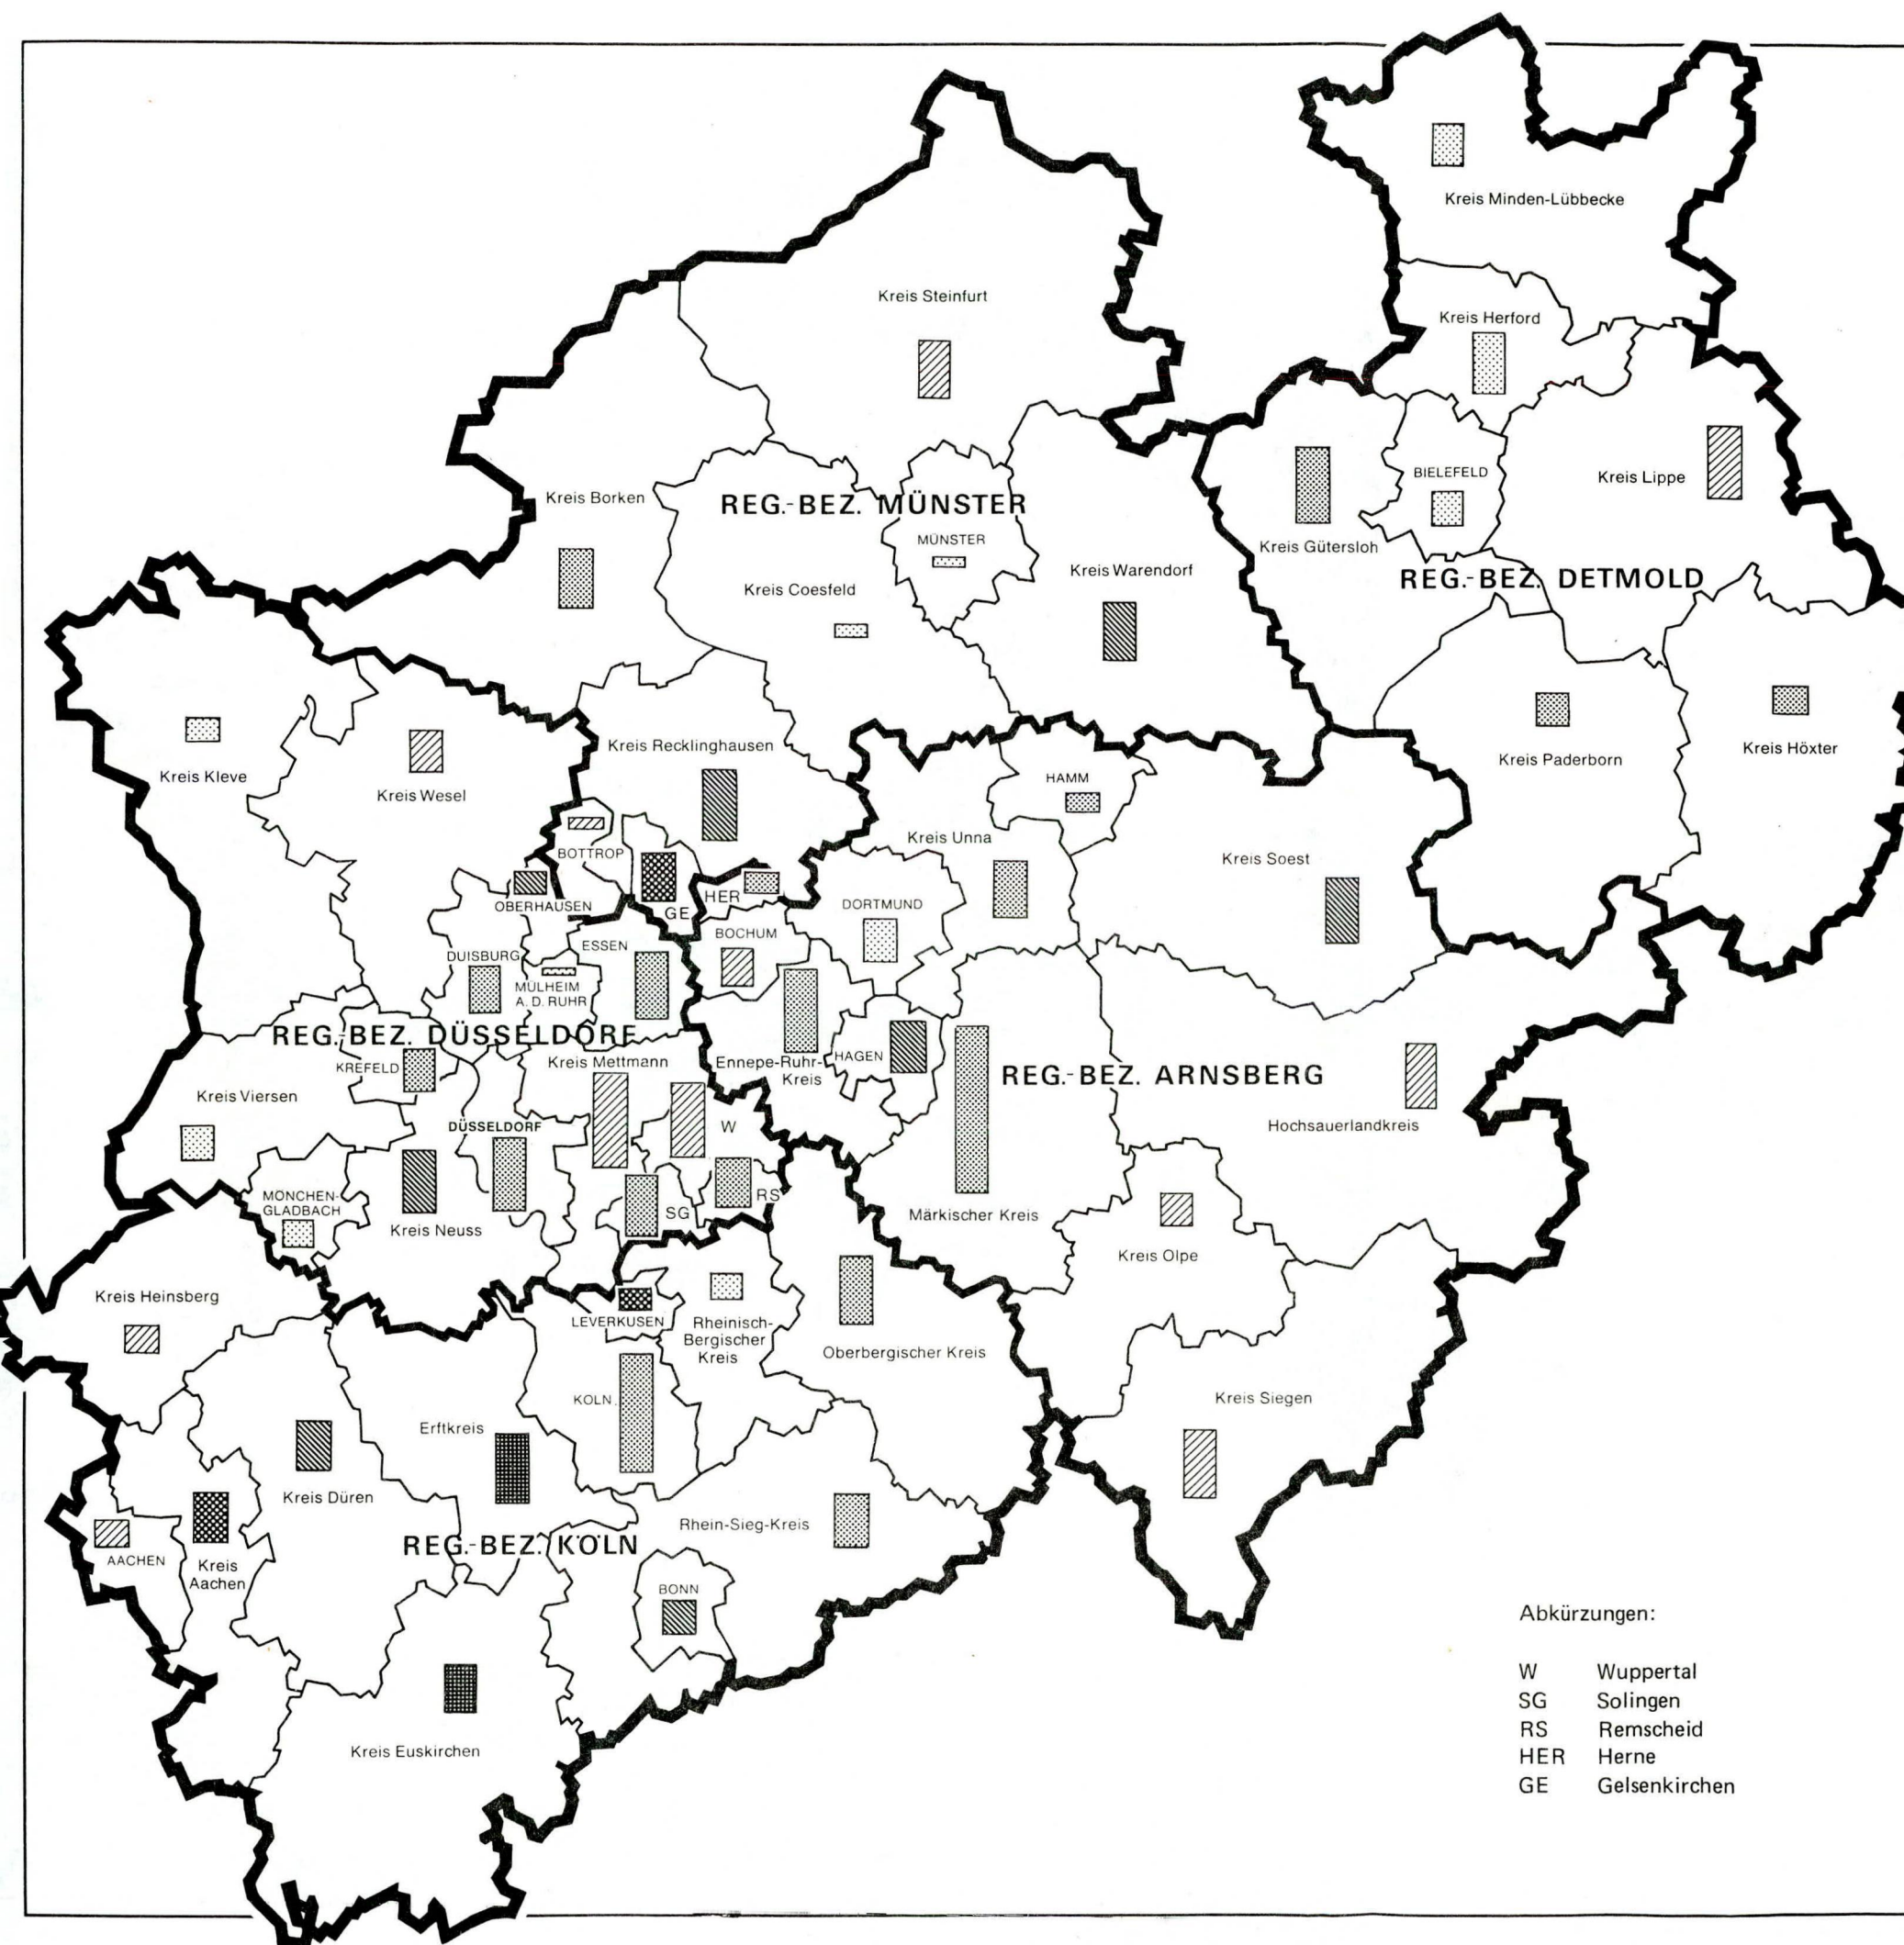 Kreis Minden-Lübbecke
Kreis Steinfurt
Kreis Herford
BIELEFELD
Kreis Lippe
Kreis Borken
REG.-BEZ. MÜNSTER
MÜNSTER
Kreis Gütersloh
Kreis Warendorf
REG.-BEZ. DETMOLD
Kreis Coesfeld
Kreis Recklinghausen
Kreis Höxter
Kreis Paderborn
Kreis Kleve
HAMM
Kreis Wesel
Kreis Unna
BOTTROP
Kreis Soest
HER
OBERHAUSEN
GE
DORTMUND
BOCHUM
ESSEN
DUISBURG
MÜLHEIM
A. D. RUHR
REG.-BEZ. DÜSSELDORF
KREFELD
Kreis Mettmann
Ennepe-Ruhr-
Kreis
HAGEN
REG.-BEZ. ARNSBERG
Kreis Viersen
DÜSSELDORF
W
Hochsauerlandkreis
MÖNCHEN-
GLADBACH
RS
SG
Kreis Neuss
Märkischer Kreis
Kreis Olpe
Kreis Heinsberg
LEVERKUSEN
Rheinisch-
Bergischer
Kreis
Oberbergischer Kreis
KÖLN
Kreis Siegen
Erftkreis
Kreis Düren
Rhein-Sieg-Kreis
REG.-BEZ. KÖLN
AACHEN
Kreis
Aachen
BONN
Kreis Euskirchen
Abkürzungen:
W Wuppertal
SG Solingen
RS Remscheid
HER Herne
GE Gelsenkirchen